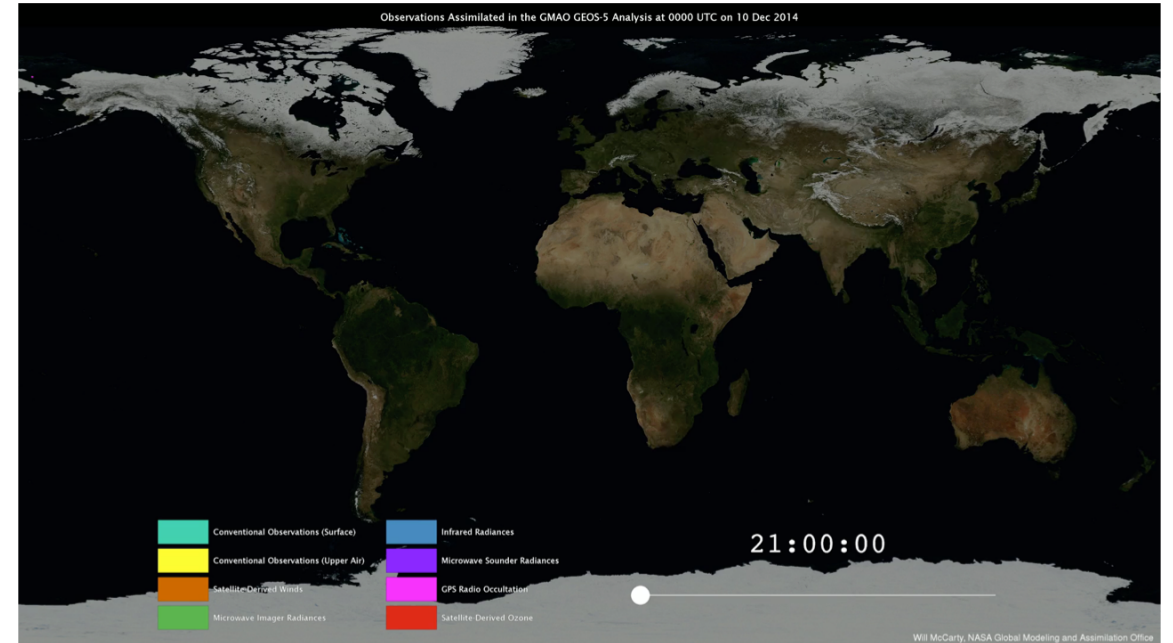 Observations Assimilated in the GMAO GEOS-5 Analysis at 0000 UTC on 10 Dec 2014
Conventional Observations (Surface)
Infrared Radiances
Conventional Observations (Upper Air)
Microwave Sounder Radiances
Satellite-Derived Winds
GPS Radio Occultation
Microwave Imager Radiances
Satellite Derived Ozone
21:00:00
Will McCarty, NASA Global Modeling and Assimilation Office